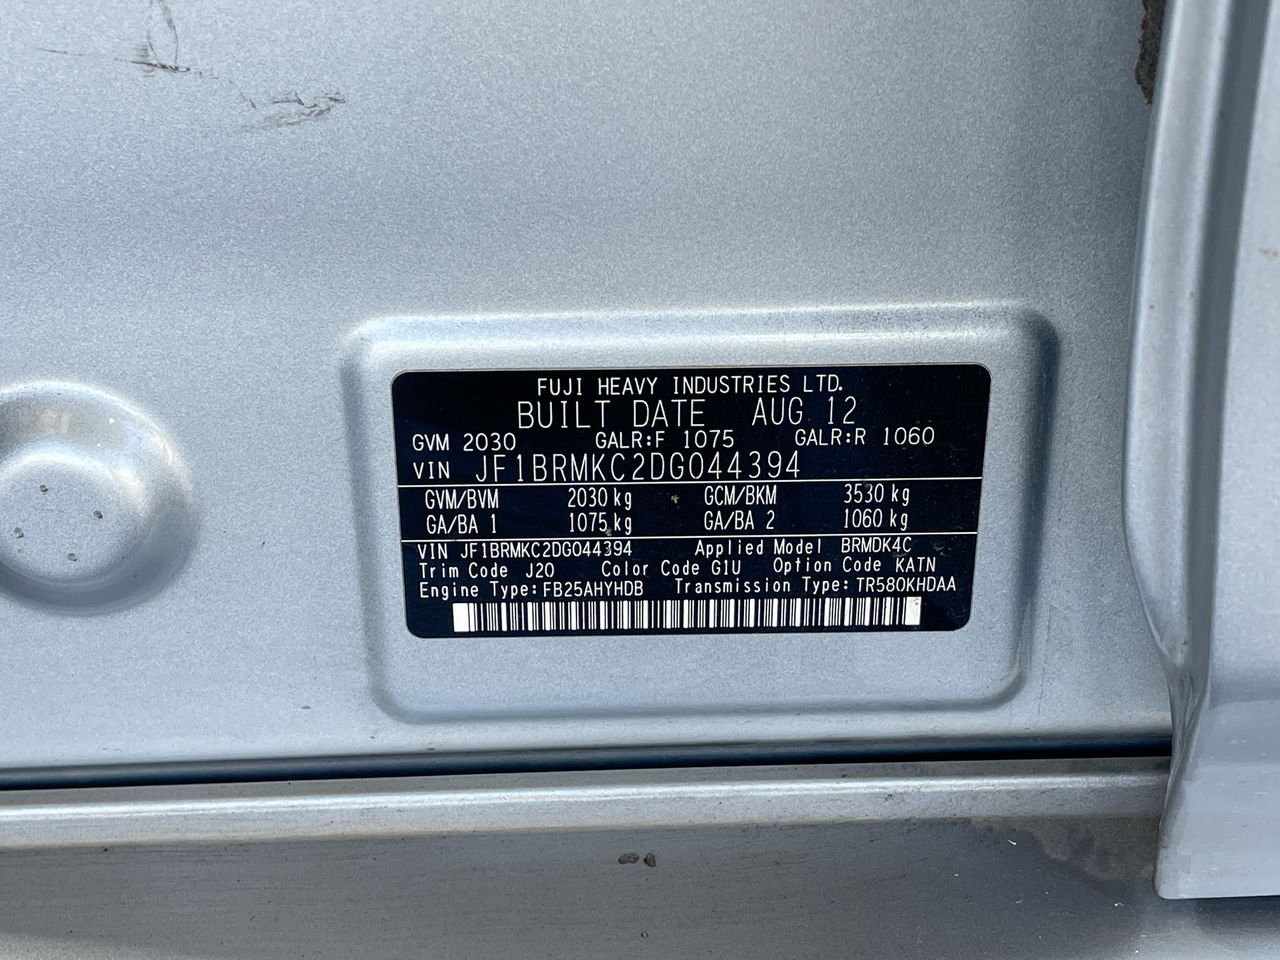 FUJI HEAVY INDUSTRIES LTD.
BUILT DATE AUG 12
GVM 2030 GALR:F 1075 GALR:R 1060
VIN JF1BRMKC2DG044394
GVM/BVM 2030 kg GCM/BKM 3530 kg
GA/BA 1 1075 kg GA/BA 2 1060 kg
VIN JF1BRMKC2DG044394 Applied Model BRMDK4C
Trim Code J20 Color Code G1U Option Code KATN
Engine Type:FB25AHYHDB Transmission Type:TR580KHDAA